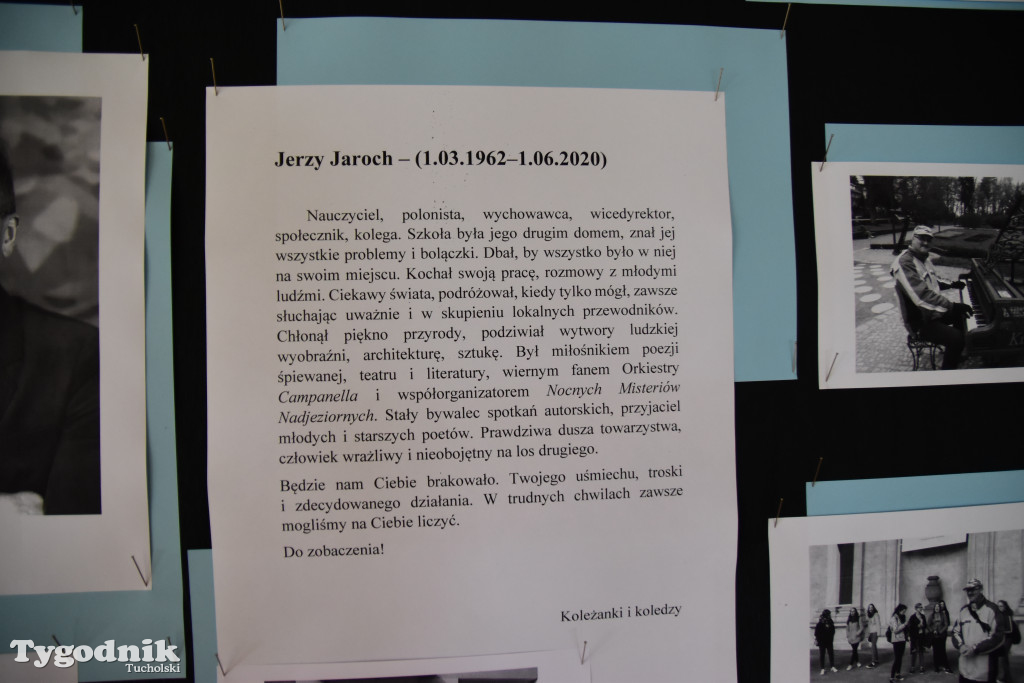 Jerzy Jaroch – (1.03.1962–1.06.2020)
Nauczyciel, polonista, wychowawca, wicedyrektor,
społecznik, kolega. Szkoła była jego drugim domem, znał jej
wszystkie problemy i bolączki. Dbał, by wszystko było w niej
na swoim miejscu. Kochał swoją pracę, rozmowy z młodymi
ludźmi. Ciekawy świata, podróżował, kiedy tylko mógł, zawsze
słuchając uważnie i w skupieniu lokalnych przewodników.
Chłonął piękno przyrody, podziwiał wytwory ludzkiej
wyobraźni, architekturę, sztukę. Był miłośnikiem poezji
śpiewanej, teatru i literatury, wiernym fanem Orkiestry
Campanella i współorganizatorem Nocnych Misteriów
Nadjeziornych. Stały bywalec spotkań autorskich, przyjaciel
młodych i starszych poetów. Prawdziwa dusza towarzystwa,
człowiek wrażliwy i nieobojętny na los drugiego.
Będzie nam Ciebie brakowało. Twojego uśmiechu, troski
i zdecydowanego działania. W trudnych chwilach zawsze
mogliśmy na Ciebie liczyć.
Do zobaczenia!
Koleżanki i koledzy
Tygodnik
Tucholski